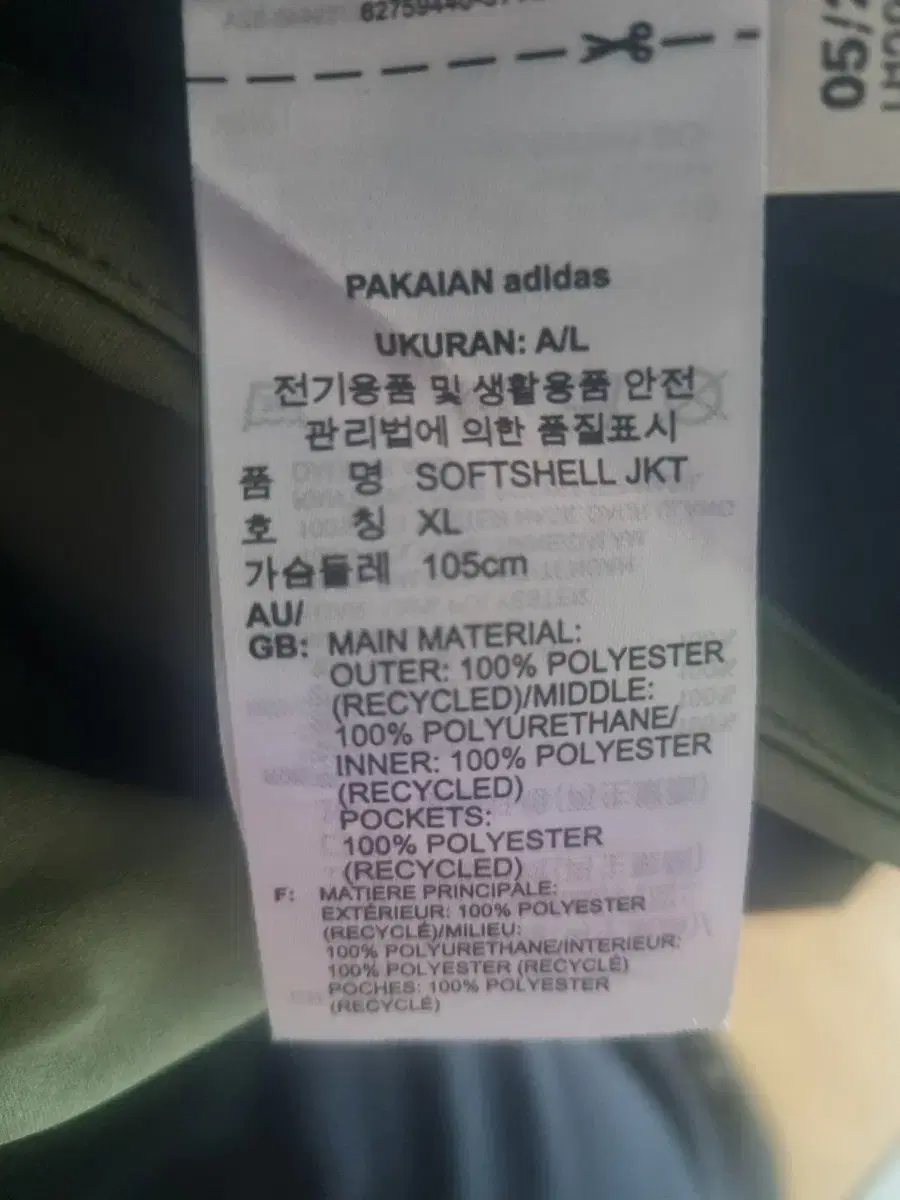 05/2
PAKAIAN adidas
UKURAN: A/L
전기용품 및 생활용품 안전
관리법에 의한 품질표시
품 명 SOFTSHELL JKT
호 칭 XL
가슴둘레 105cm
AU/
GB: MAIN MATERIAL:
OUTER: 100% POLYESTER
(RECYCLED)/MIDDLE:
100% POLYURETHANE/
INNER: 100% POLYESTER
(RECYCLED)
POCKETS:
100% POLYESTER
(RECYCLED)
F: MATIÈRE PRINCIPALE:
EXTÉRIEUR: 100% POLYESTER
(RECYCLÉ)/MILIEU:
100% POLYURETHANE/INTERIEUR:
100% POLYESTER (RECYCLÉ)
POCHES: 100% POLYESTER
(RECYCLÉ)